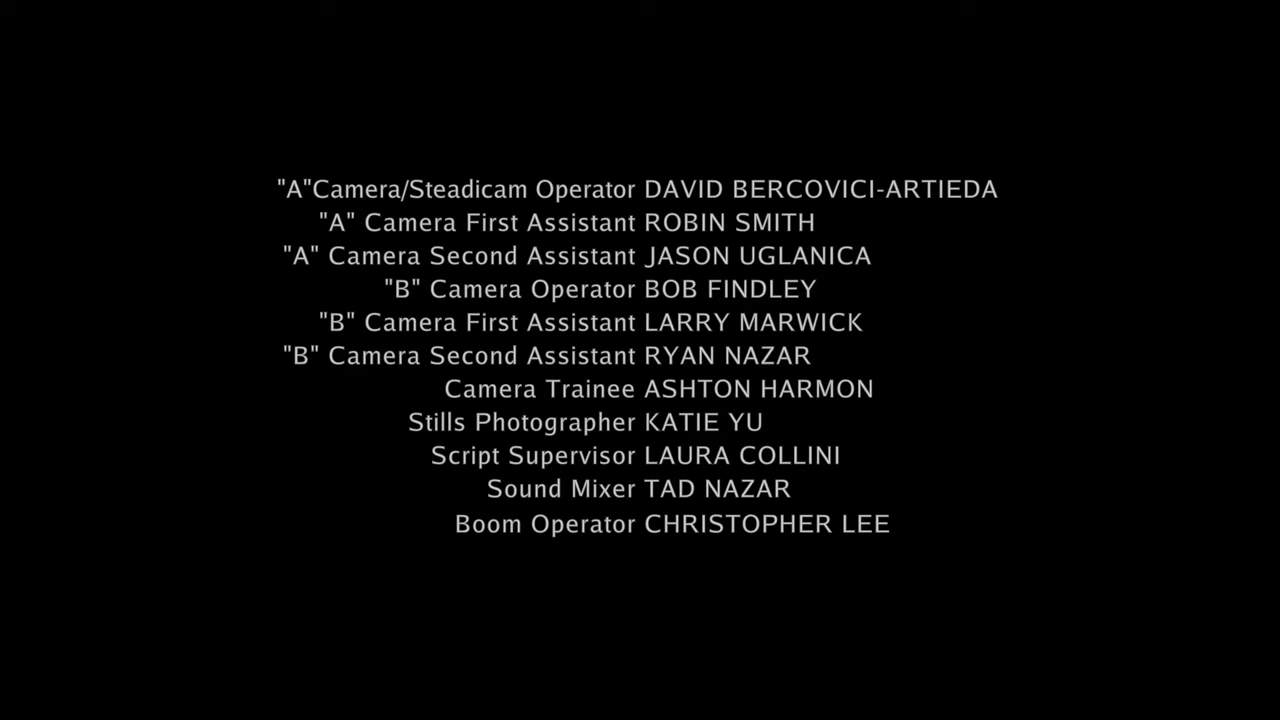 "A"Camera/Steadicam Operator DAVID BERCOVICI-ARTIEDA
"A" Camera First Assistant ROBIN SMITH
"A" Camera Second Assistant JASON UGLANICA
"B" Camera Operator BOB FINDLEY
"B" Camera First Assistant LARRY MARWICK
"B" Camera Second Assistant RYAN NAZAR
Camera Trainee ASHTON HARMON
Stills Photographer KATIE YU
Script Supervisor LAURA COLLINI
Sound Mixer TAD NAZAR
Boom Operator CHRISTOPHER LEE